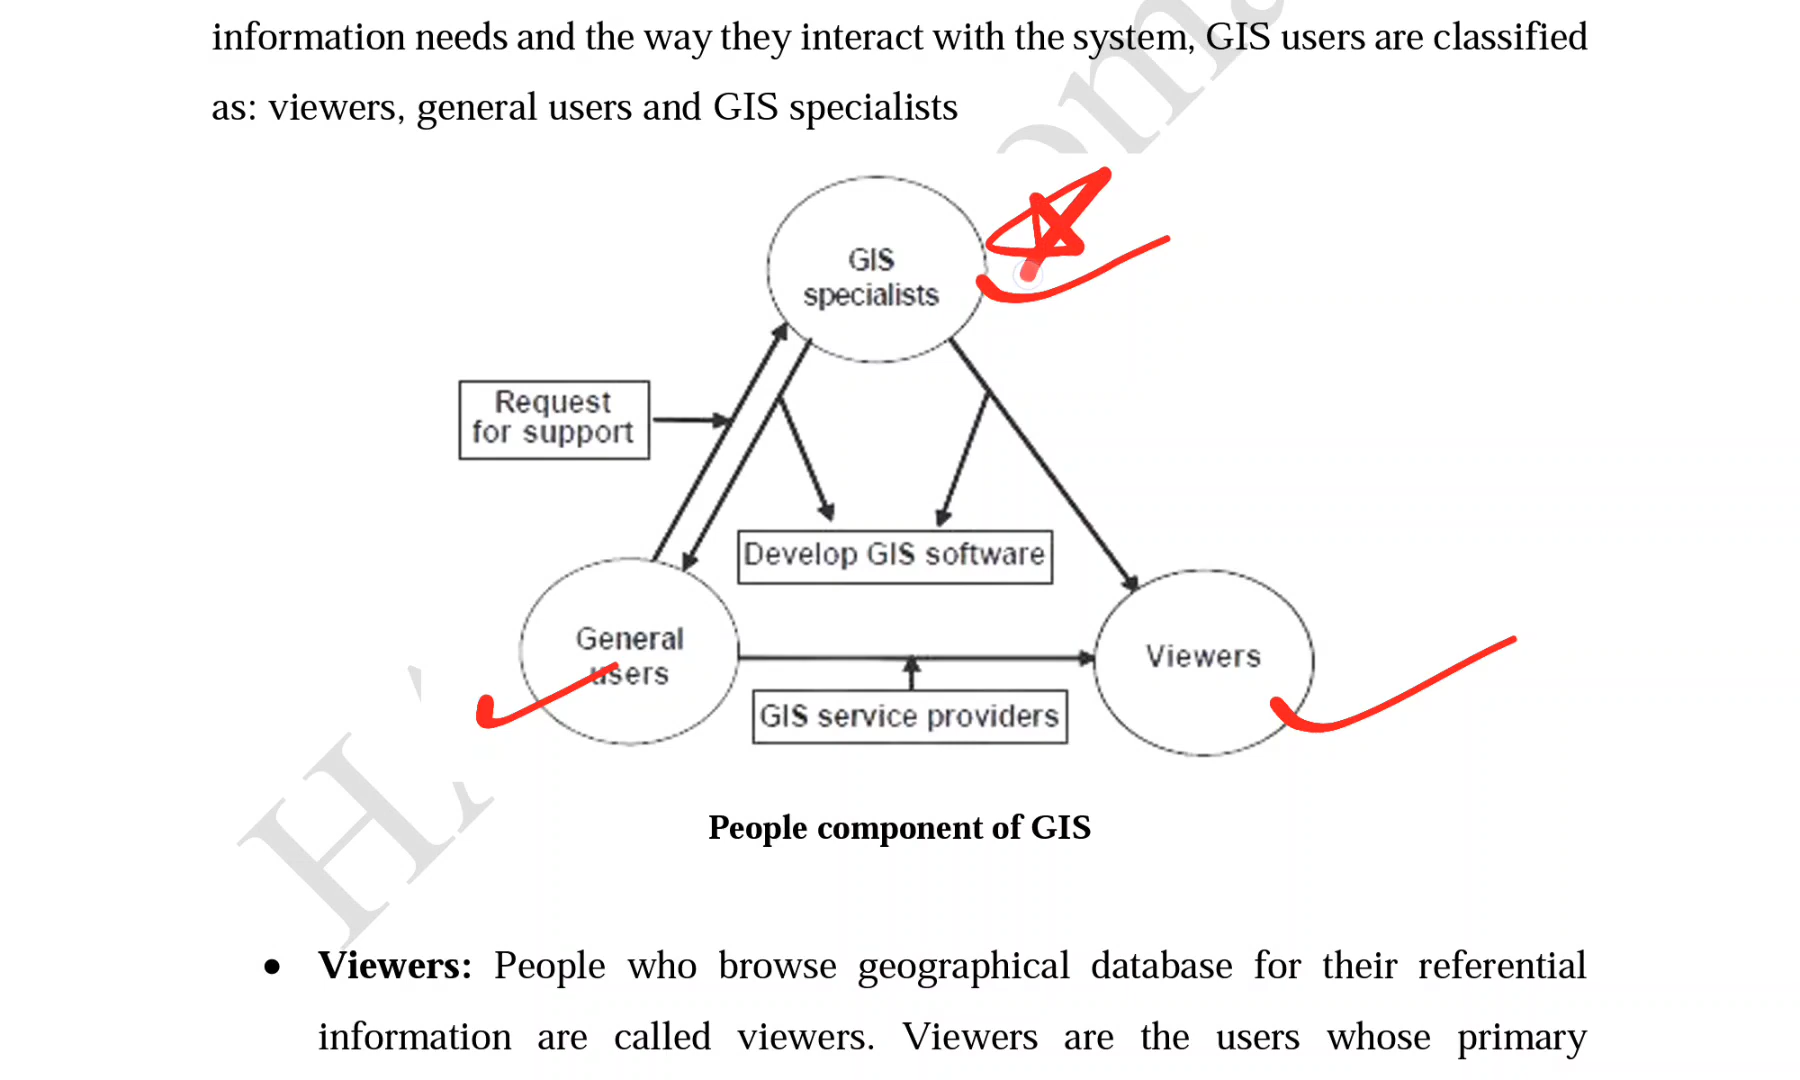 information needs and the way they interact with the system, GIS users are classified
as: viewers, general users and GIS specialists
GIS
specialists
Request
for support
Develop GIS software
General
users
Viewers
GIS service providers
People component of GIS
• Viewers: People who browse geographical database for their referential
information are called viewers. Viewers are the users whose primary